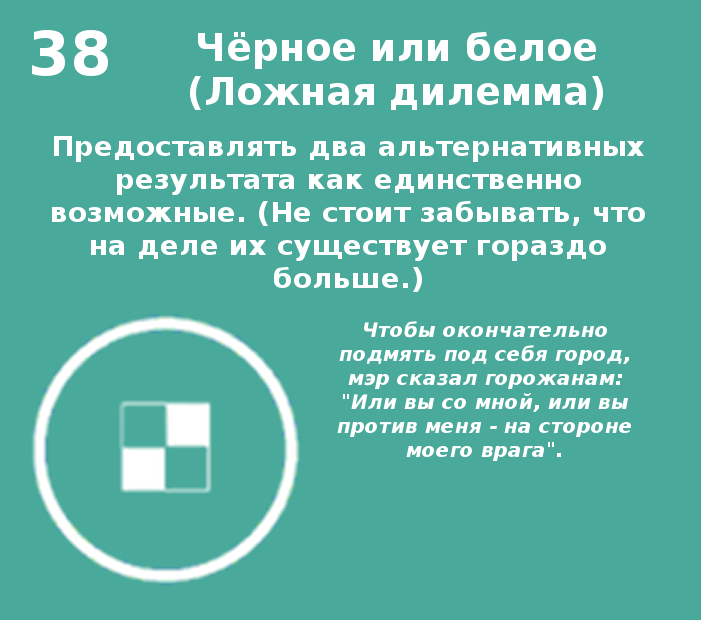 38
Чёрное или белое
(Ложная дилемма)
Предоставлять два альтернативных
результата как единственно
возможные. (Не стоит забывать, что
на деле их существует гораздо
больше.)
Чтобы окончательно
подмять под себя город,
мэр сказал горожанам:
"Или вы со мной, или вы
против меня - на стороне
моего врага".